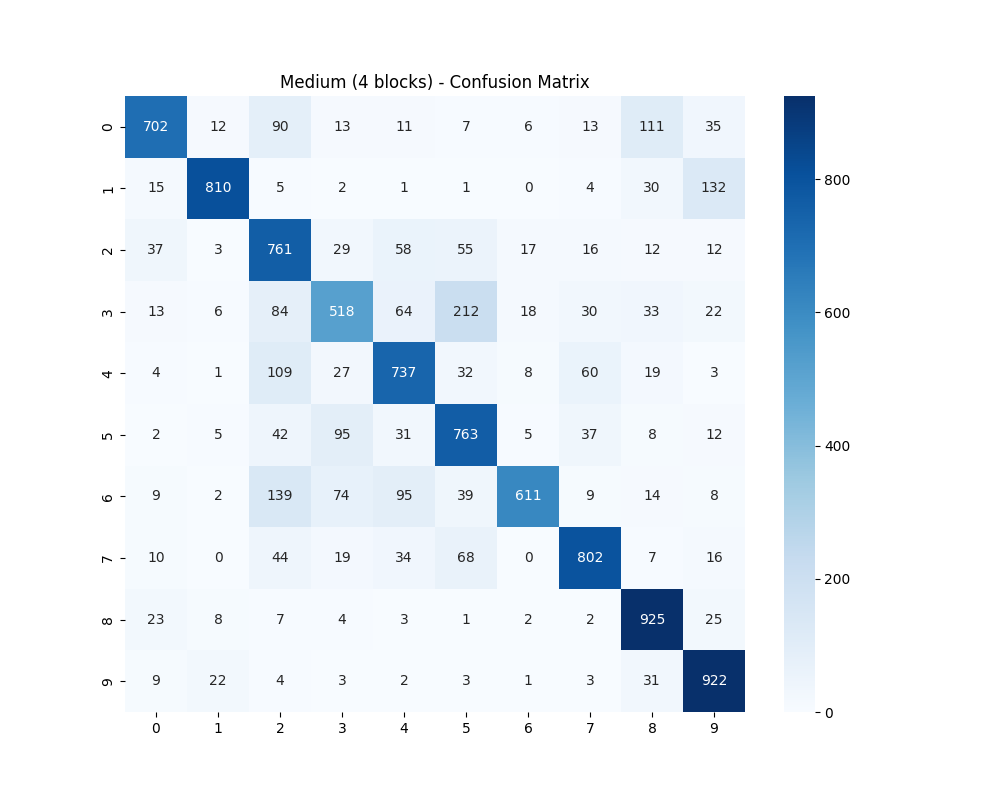 Medium (4 blocks) - Confusion Matrix
0 702 12 90 13 11 7 6 13 111 35
1 15 810 5 2 1 1 0 4 30 132
2 37 3 761 29 58 55 17 16 12 12
3 13 6 84 518 64 212 18 30 33 22
4 4 1 109 27 737 32 8 60 19 3
5 2 5 42 95 31 763 5 37 8 12
6 9 2 139 74 95 39 611 9 14 8
7 10 0 44 19 34 68 0 802 7 16
8 23 8 7 4 3 1 2 2 925 25
9 9 22 4 3 2 3 1 3 31 922
0 1 2 3 4 5 6 7 8 9
800
600
400
200
0